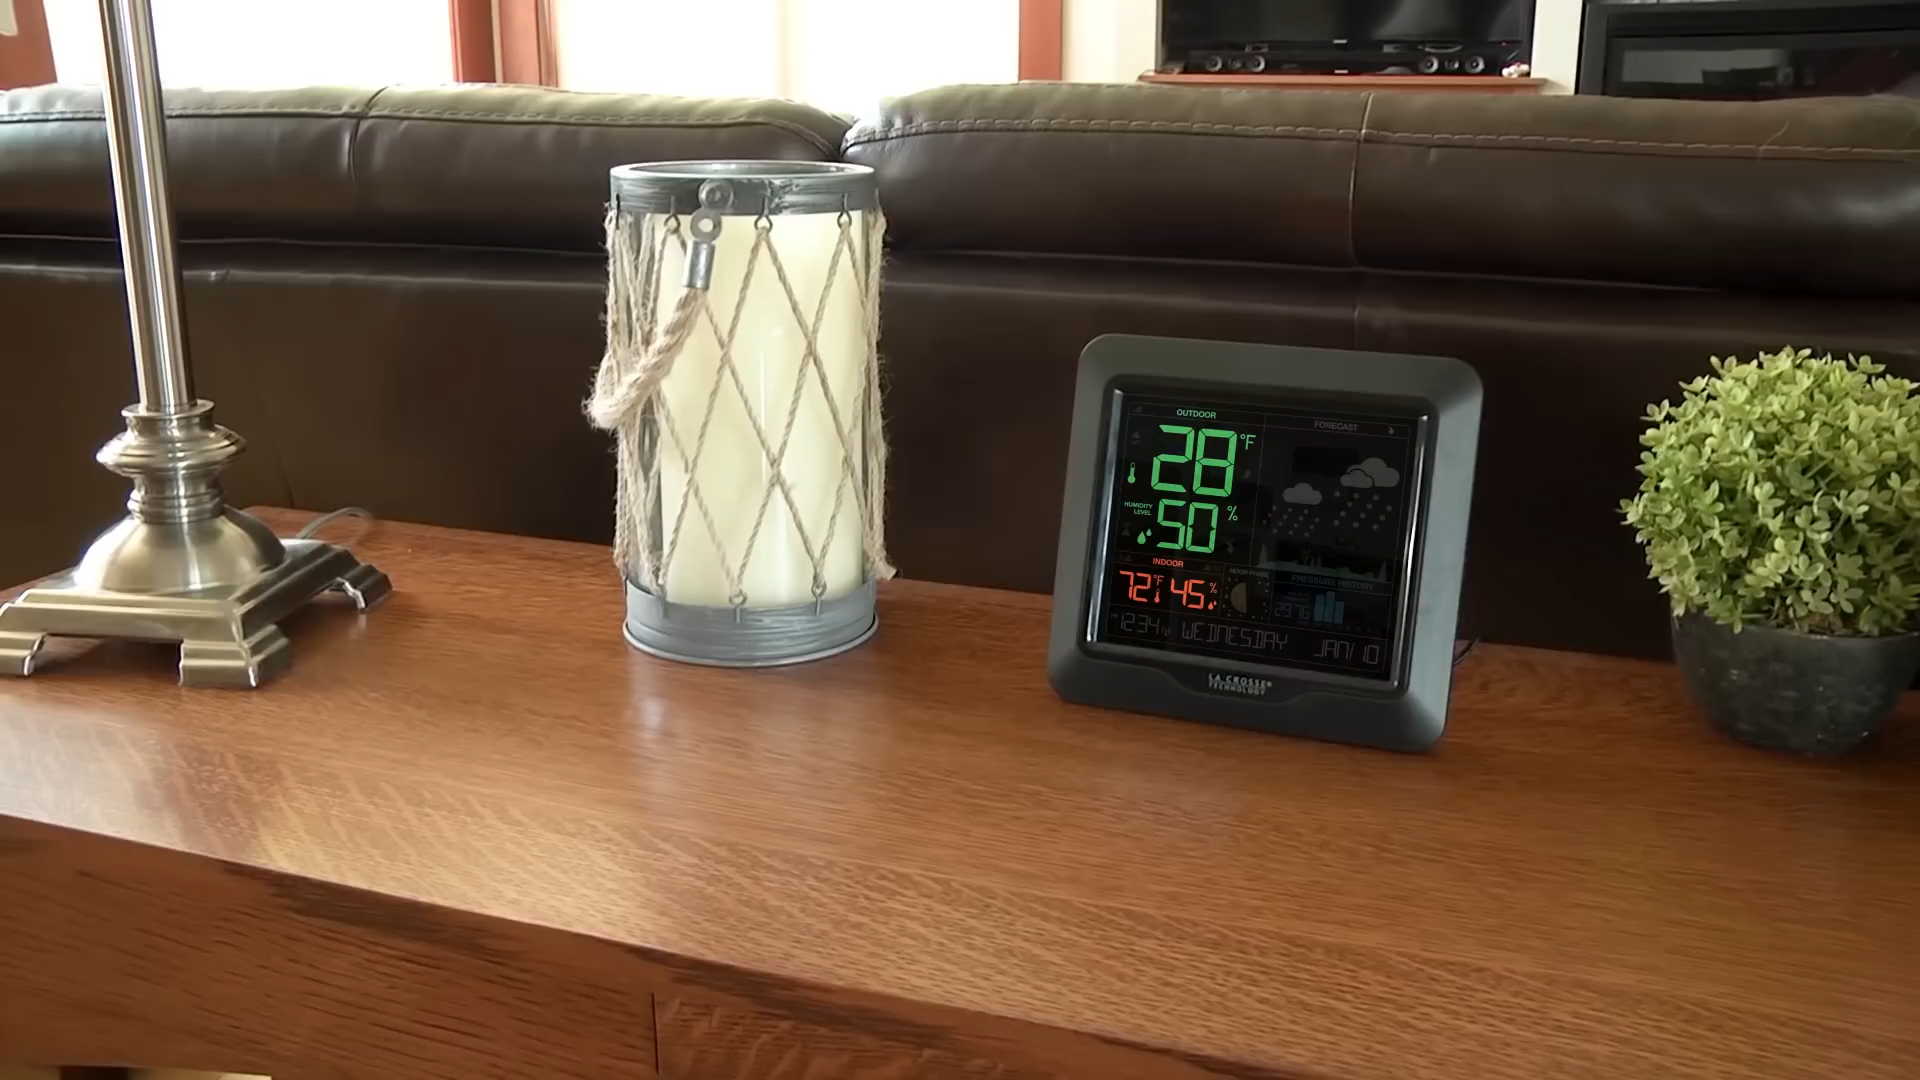 OUTDOOR
28°F
HUMIDITY
LEVEL
50%
INDOOR
72°F 45%
FORECAST
MOON PHASE
PRESSURE HISTORY
29.76
12:34 WEDNESDAY JAN/ 10
LA CROSSE®
TECHNOLOGY